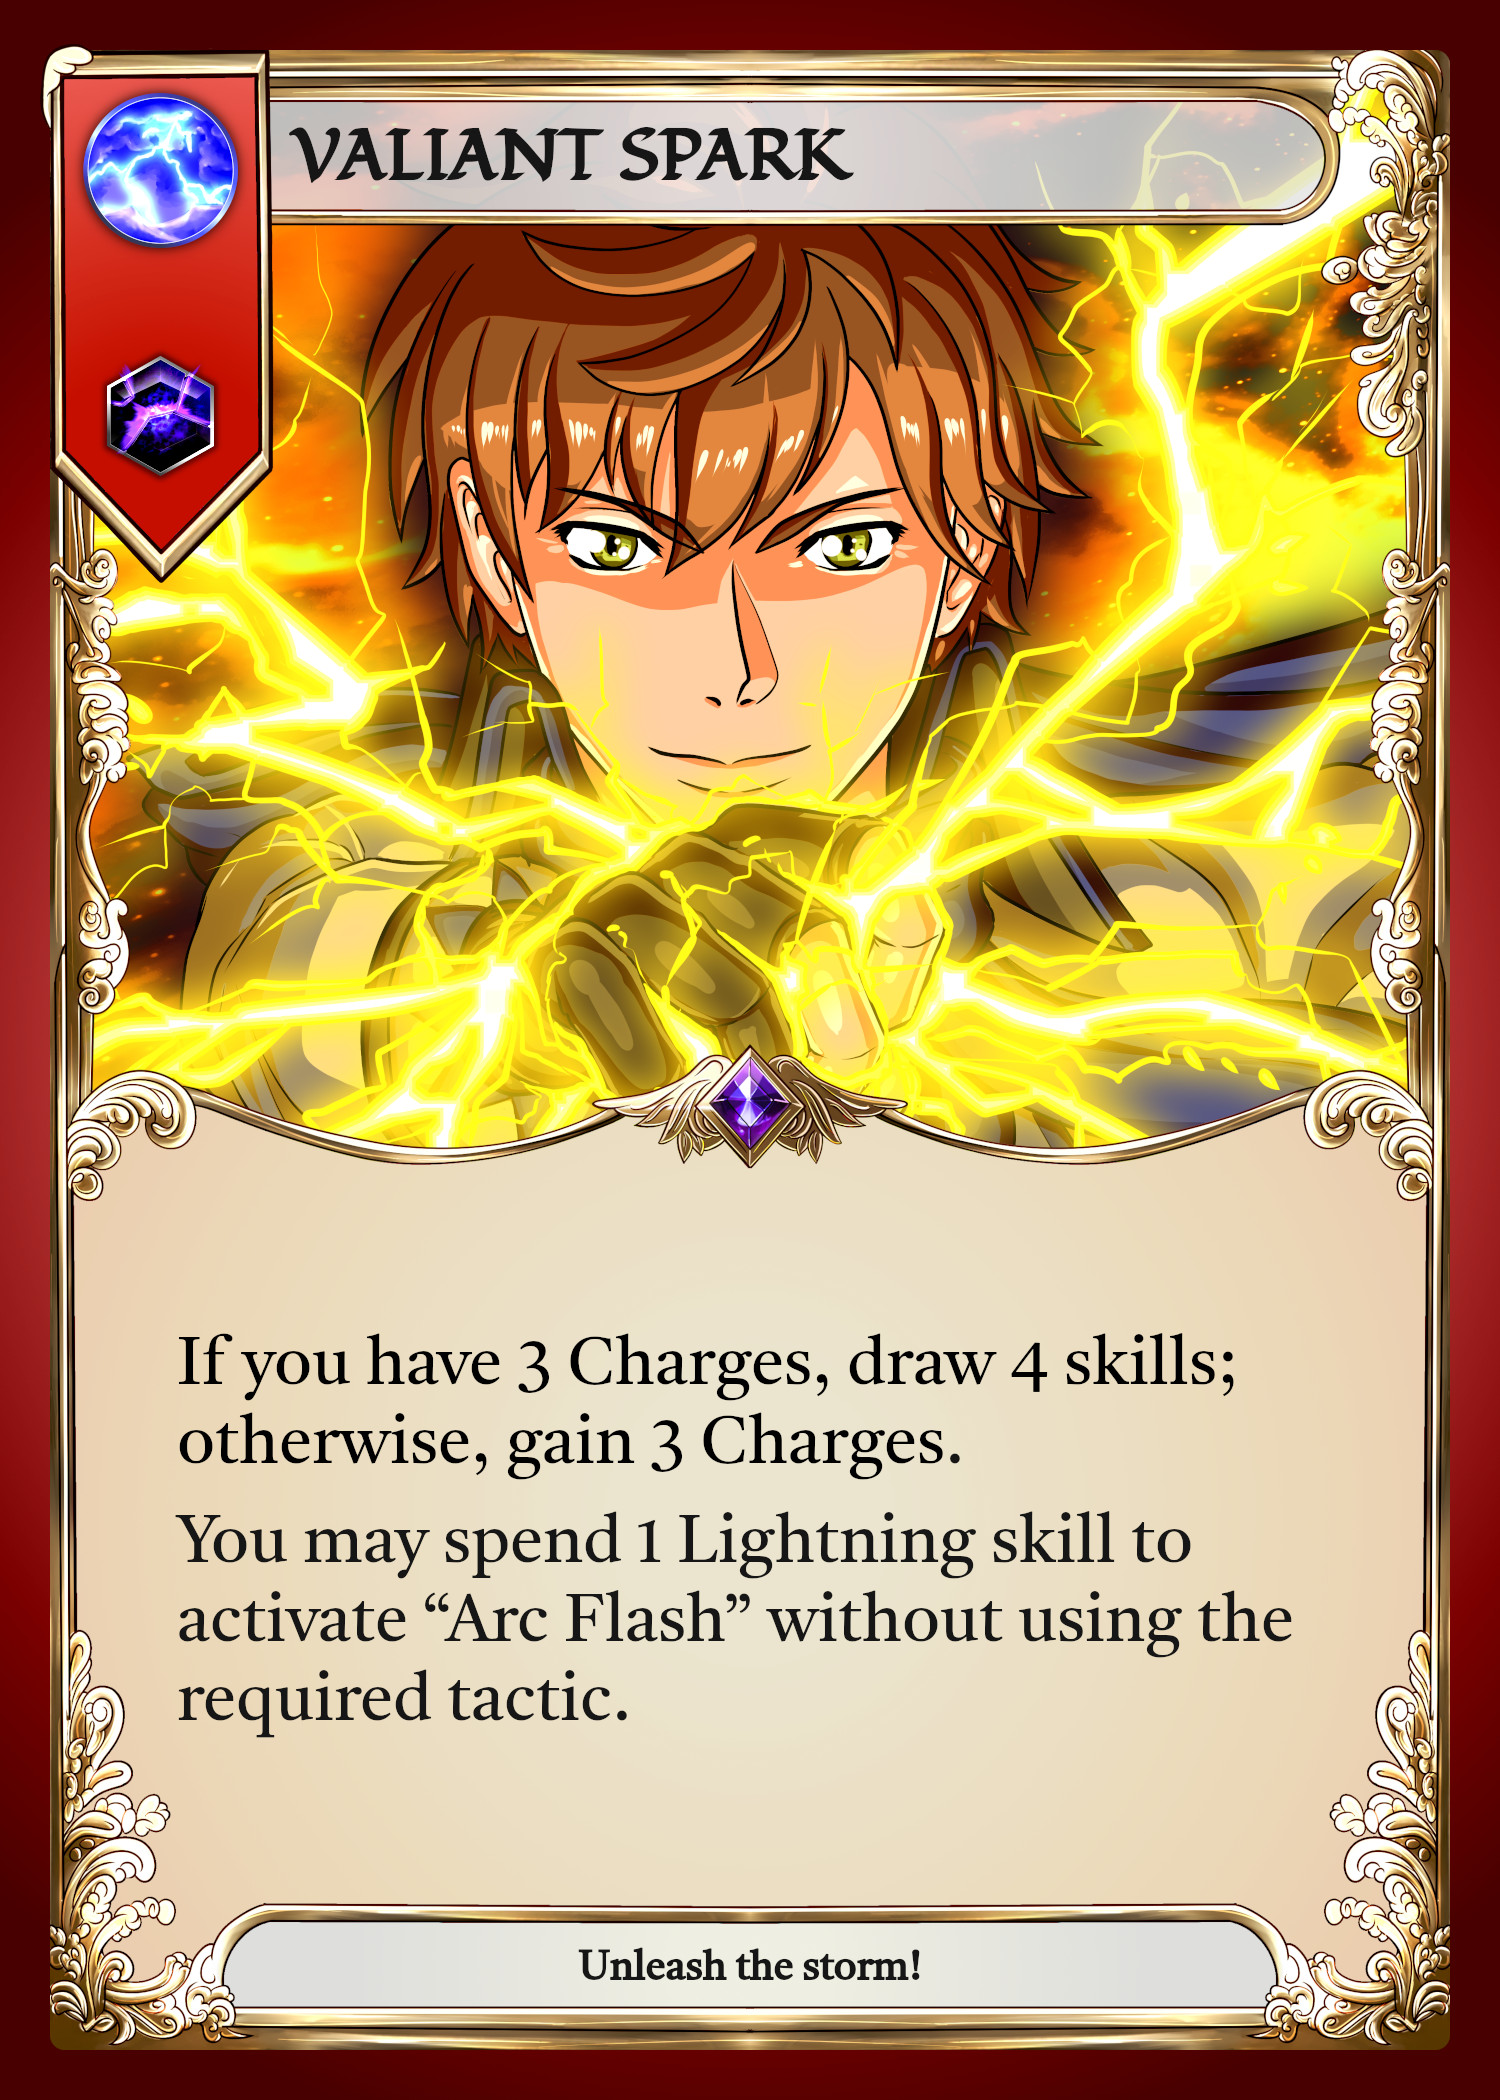 VALIANT SPARK
If you have 3 Charges, draw 4 skills;
otherwise, gain 3 Charges.
You may spend 1 Lightning skill to
activate “Arc Flash” without using the
required tactic.
Unleash the storm!